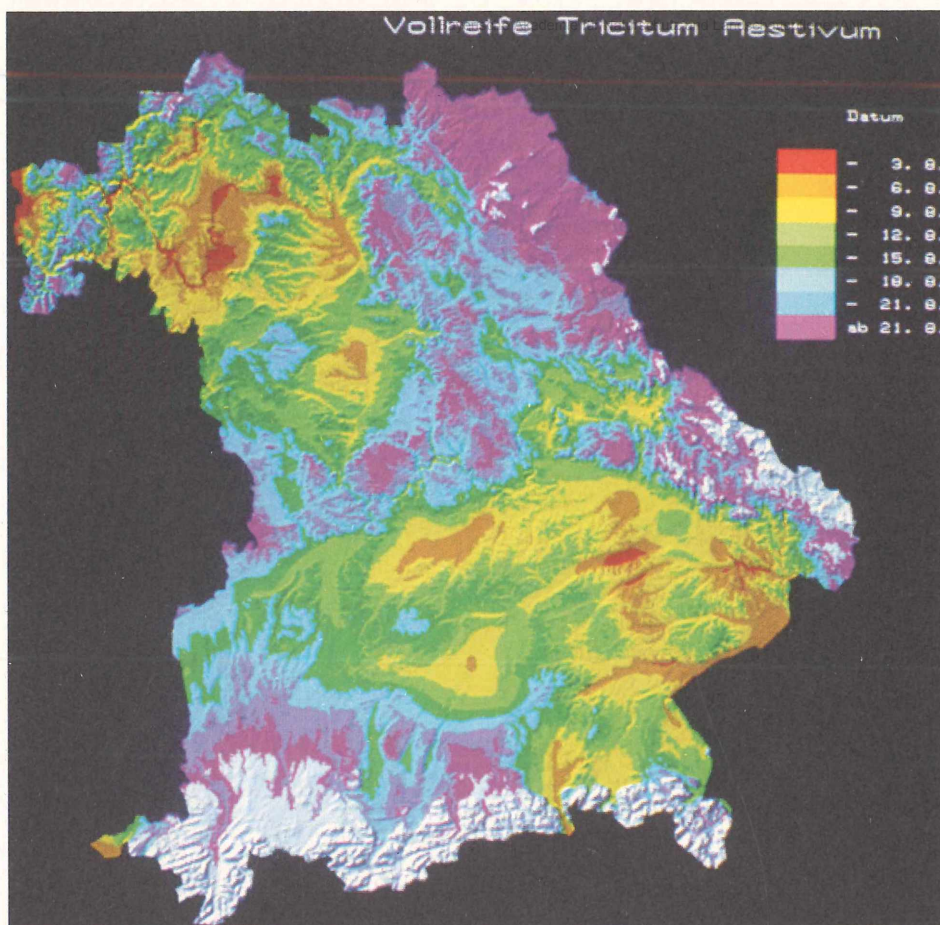 Vollreife Tricitum Aestivum
Datum
- 3. 8.
- 6. 8.
- 9. 8.
- 12. 8.
- 15. 8.
- 18. 8.
- 21. 8.
ab 21. 8.